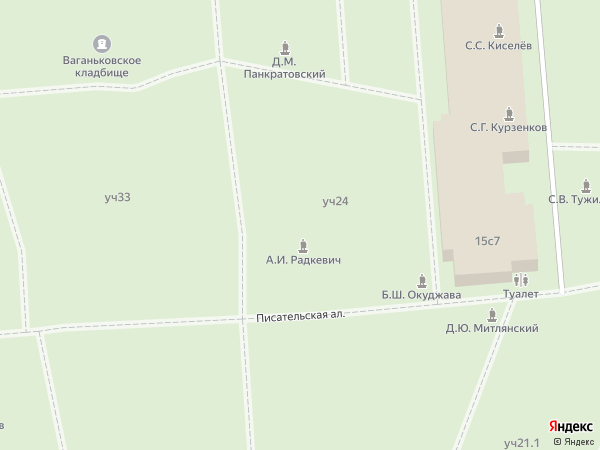 С.С. Киселёв
Ваганьковское
кладбище
Д.М.
Панкратовский
С.Г. Курзенков
уч33
уч24
С.В. Тужи
15с7
А.И. Радкевич
Б.Ш. Окуджава
Туалет
Писательская ал.
Д.Ю. Митлянский
в
Яндекс
© Яндекс
уч21.1